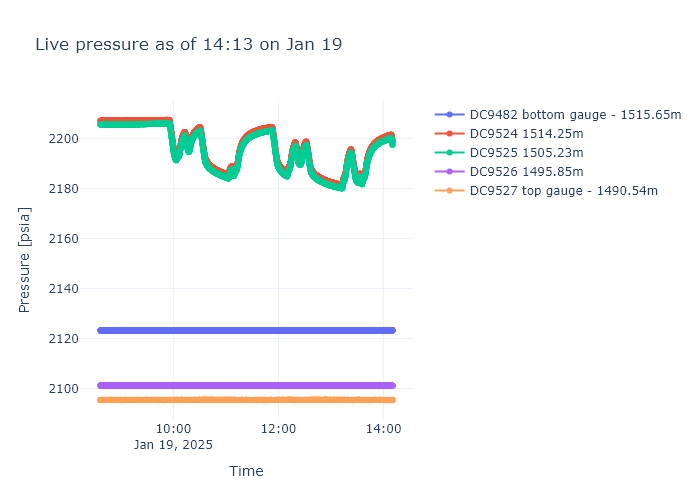 Live pressure as of 14:13 on Jan 19
DC9482 bottom gauge - 1515.65m
DC9524 1514.25m
DC9525 1505.23m
DC9526 1495.85m
DC9527 top gauge - 1490.54m
Pressure [psia]
2200
2180
2160
2140
2120
2100
10:00
Jan 19, 2025
12:00
14:00
Time